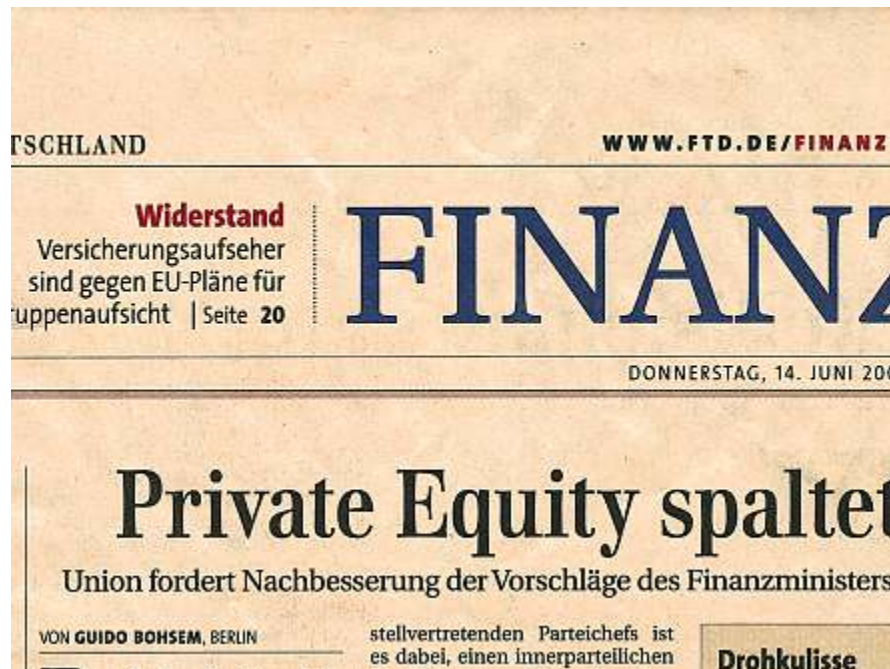 TSCHLAND
WWW.FTD.DE/FINANZ
Widerstand
Versicherungsaufseher
sind gegen EU-Pläne für
ruppenaufsicht | Seite 20
FINANZ
DONNERSTAG, 14. JUNI 200
Private Equity spaltet
Union fordert Nachbesserung der Vorschläge des Finanzministers
VON GUIDO BOHSEM, BERLIN
stellvertretenden Parteichefs ist
es dabei, einen innerparteilichen
Drohkulisse